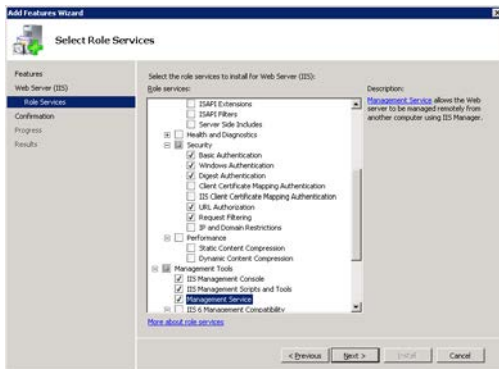 Add Features Wizard
Select Role Services
Features
Web Server (IIS)
Role Services
Confirmation
Progress
Results
Select the role services to install for Web Server (IIS):
Role services:
ISAPI Extensions
ISAPI Filters
Server Side Includes
Health and Diagnostics
Security
Basic Authentication
Windows Authentication
Digest Authentication
Client Certificate Mapping Authentication
IIS Client Certificate Mapping Authentication
URL Authorization
Request Filtering
IP and Domain Restrictions
Performance
Static Content Compression
Dynamic Content Compression
Management Tools
IIS Management Console
IIS Management Scripts and Tools
Management Service
IIS 6 Management Compatibility
More about role services
Description:
Management Service allows the Web
server to be managed remotely from
another computer using IIS Manager.
< Previous
Next >
Install
Cancel